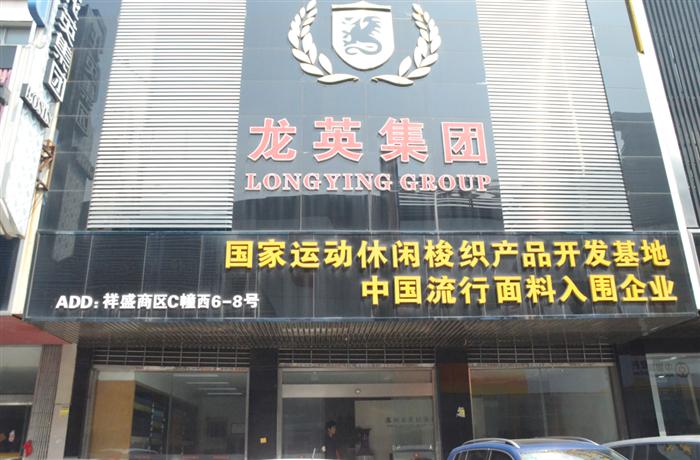 龙英集团
LONGYING GROUP
国家运动休闲梭织产品开发基地
中国流行面料入围企业
ADD: 祥盛商区C幢西6-8号